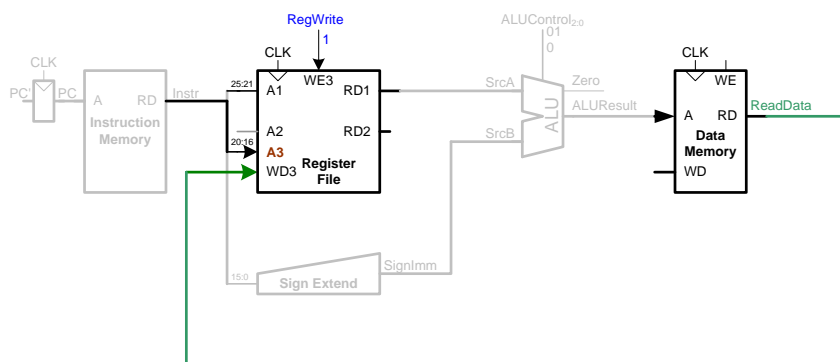 RegWrite
1
ALUControl2:0
01
0
CLK
CLK
CLK
PC'
PC
A
RD
Instr
Instruction
Memory
25:21
A1
WE3
RD1
A2
RD2
20:16
A3
WD3
Register
File
SrcA
SrcB
ALU
Zero
ALUResult
WE
A
RD
ReadData
Data
Memory
WD
15:0
Sign Extend
SignImm